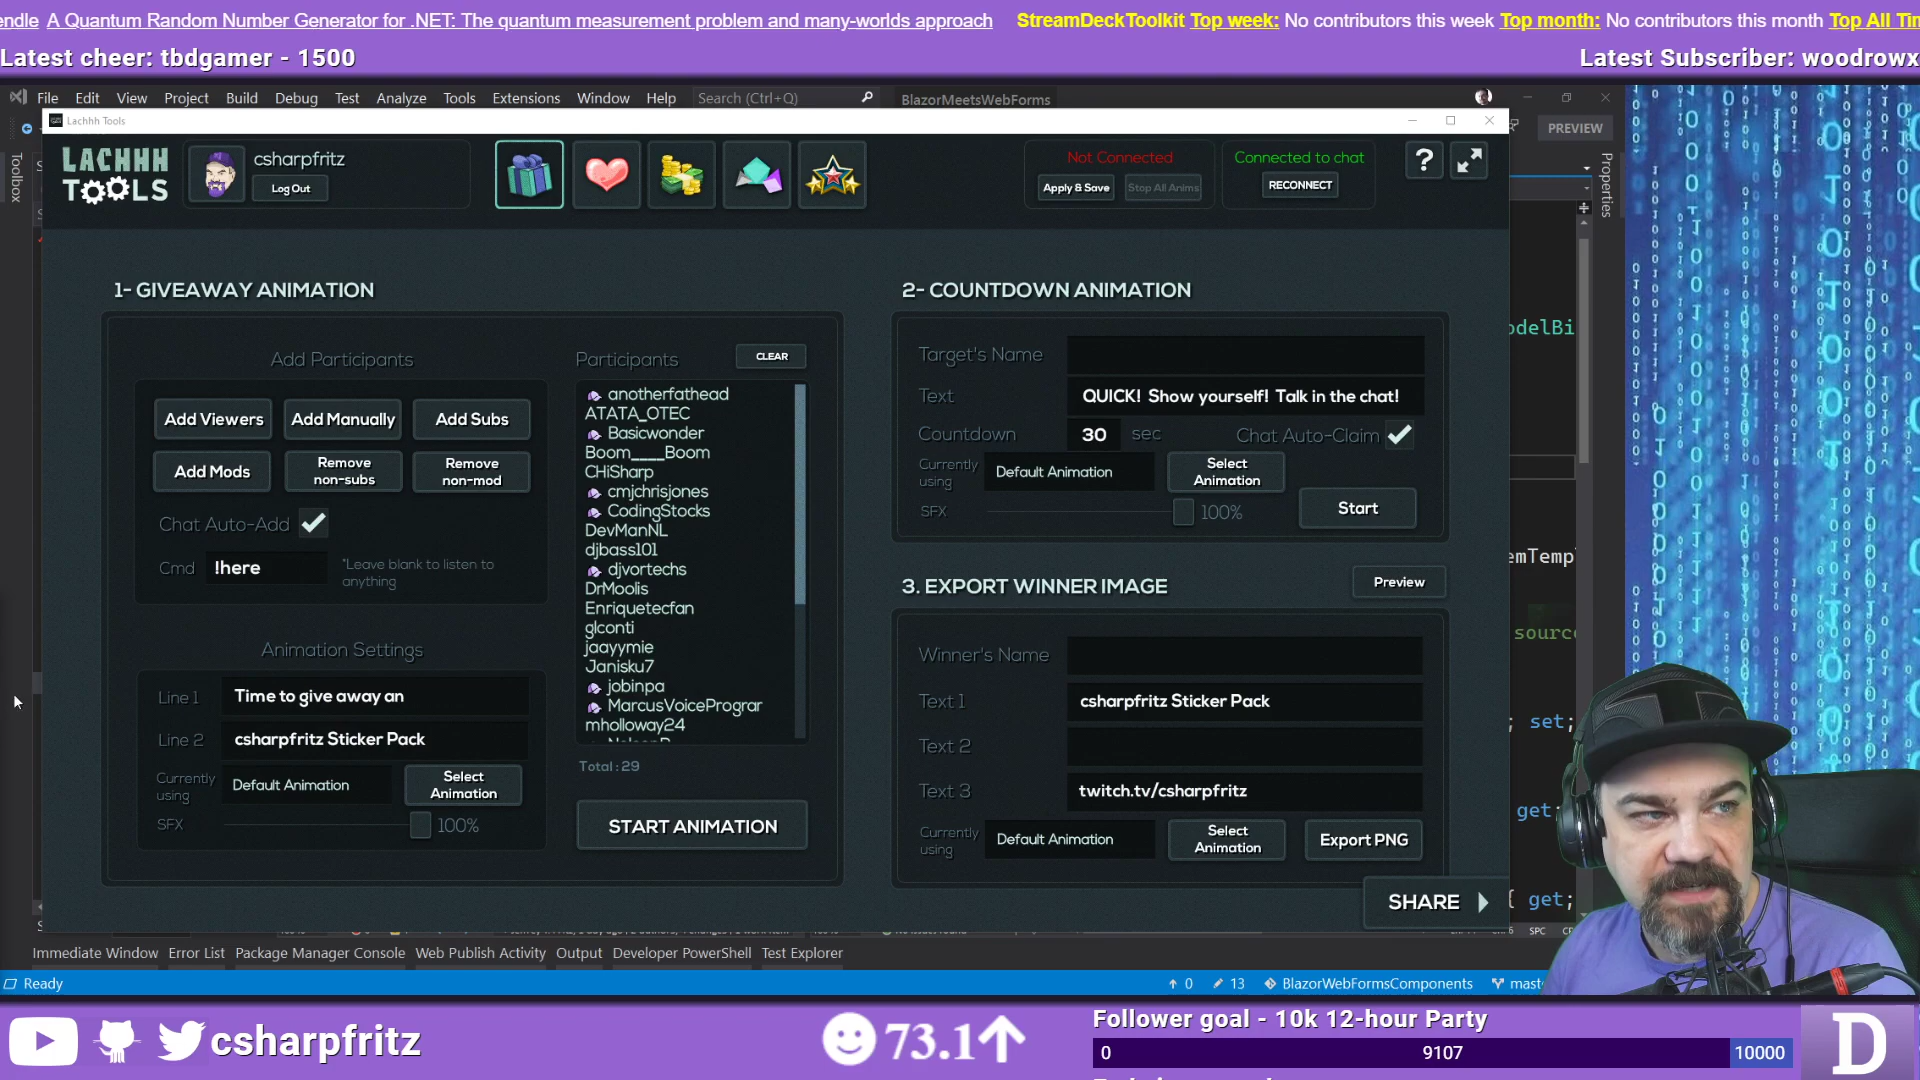 endle A Quantum Random Number Generator for .NET: The quantum measurement problem and many-worlds approach StreamDeckToolkit Top week: No contributors this week Top month: No contributors this month Top All Tin
Latest cheer: tbdgamer - 1500
Latest Subscriber: woodrowx
File Edit View Project Build Debug Test Analyze Tools Extensions Window Help Search (Ctrl+Q) BlazorMeetsWebForms
Lachhh Tools
PREVIEW
Toolbox
Properties
LACHHH TOOLS
csharpfritz
Log Out
Not Connected
Apply & Save Stop All Anims
Connected to chat
RECONNECT
?
1- GIVEAWAY ANIMATION
Add Participants
Add Viewers Add Manually Add Subs
Add Mods Remove non-subs Remove non-mod
Chat Auto-Add
Cmd !here "Leave blank to listen to anything
Animation Settings
Line 1 Time to give away an
Line 2 csharpfritz Sticker Pack
Currently using Default Animation Select Animation
SFX 100%
Participants CLEAR
anotherfathead
ATATA_OTEC
Basicwonder
Boom____Boom
CHiSharp
cmjchrisjones
CodingStocks
DevManNL
djbass101
djvortechs
DrMoolis
Enriquetecfan
glconti
jaayymie
Janisku7
jobinpa
MarcusVoicePrograr
mholloway24
Total : 29
START ANIMATION
2- COUNTDOWN ANIMATION
Target's Name
Text QUICK! Show yourself! Talk in the chat!
Countdown 30 sec Chat Auto-Claim
Currently using Default Animation Select Animation
SFX 100% Start
3. EXPORT WINNER IMAGE Preview
Winner's Name
Text 1 csharpfritz Sticker Pack
Text 2
Text 3 twitch.tv/csharpfritz
Currently using Default Animation Select Animation Export PNG
SHARE
odelBi
emTemp
source
; set;
get;
{ get;
SPC
Immediate Window Error List Package Manager Console Web Publish Activity Output Developer PowerShell Test Explorer
Ready
0 13 BlazorWebFormsComponents mast
csharpfritz
73.1
Follower goal - 10k 12-hour Party
0 9107 10000
D